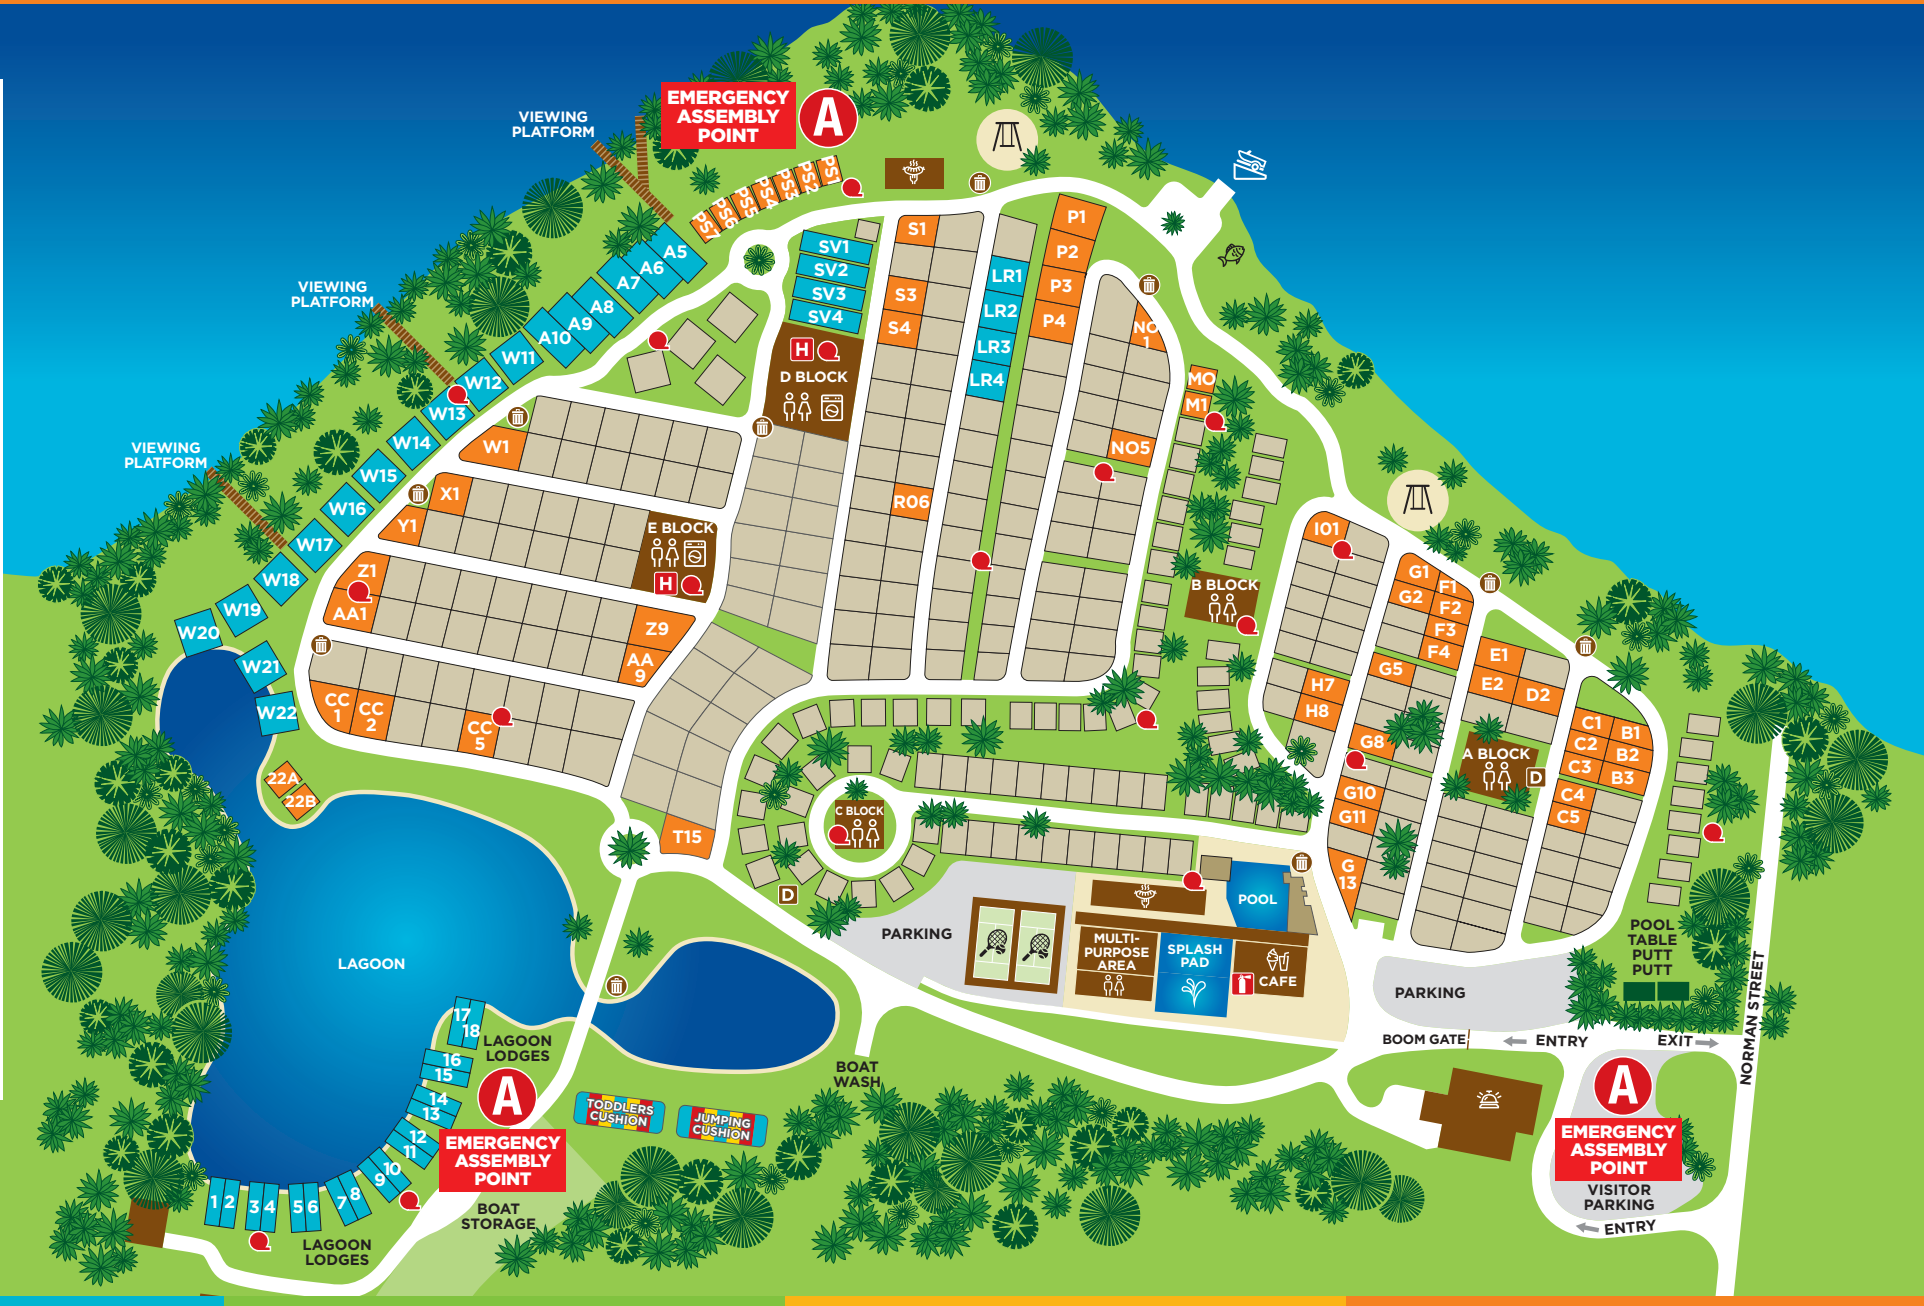 EMERGENCY
ASSEMBLY
POINT
A
VIEWING
PLATFORM
VIEWING
PLATFORM
VIEWING
PLATFORM
PS1
PS2
PS3
PS4
PS5
PS6
PS7
A5
A6
A7
A8
A9
A10
W11
W12
W13
W14
W15
W16
W17
W18
W19
W20
W21
W22
22A
22B
SV1
SV2
SV3
SV4
H
D BLOCK
S1
S3
S4
R06
LR1
LR2
LR3
LR4
P1
P2
P3
P4
NO
1
NO5
MO
M1
W1
X1
Y1
E BLOCK
H
Z1
AA1
Z9
AA
9
CC
1
CC
2
CC
5
T15
B BLOCK
I01
G1
F1
G2
F2
F3
F4
G5
H7
H8
G8
G10
G11
G
13
E1
E2
D2
A BLOCK
D
C1
B1
C2
B2
C3
B3
C4
C5
C BLOCK
D
PARKING
POOL
MULTI-
PURPOSE
AREA
SPLASH
PAD
CAFE
PARKING
POOL
TABLE
PUTT
PUTT
NORMAN STREET
BOOM GATE
ENTRY
EXIT
A
EMERGENCY
ASSEMBLY
POINT
VISITOR
PARKING
ENTRY
LAGOON
BOAT
WASH
TODDLERS
CUSHION
JUMPING
CUSHION
17
18
LAGOON
LODGES
16
15
14
13
12
11
10
9
8
7
6
5
4
3
2
1
A
EMERGENCY
ASSEMBLY
POINT
BOAT
STORAGE
LAGOON
LODGES